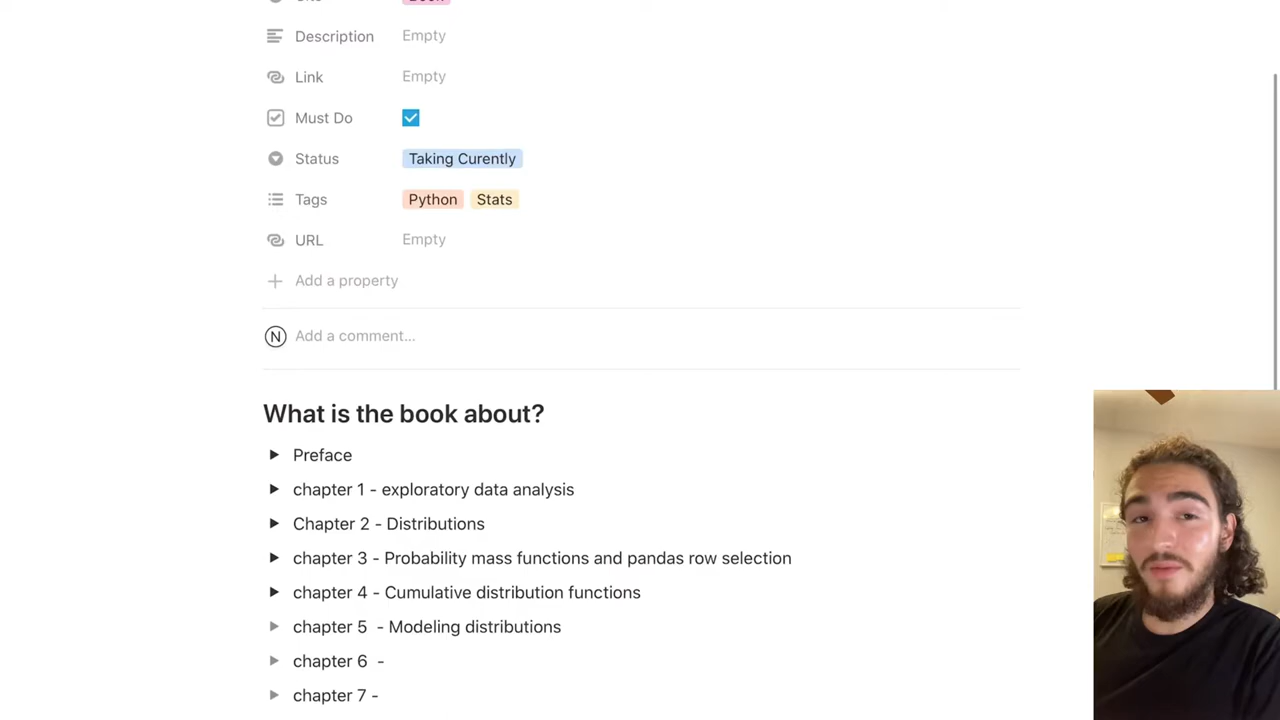 Description Empty
Link Empty
Must Do
Status Taking Curently
Tags Python Stats
URL Empty
Add a property
N Add a comment...
What is the book about?
Preface
chapter 1 - exploratory data analysis
Chapter 2 - Distributions
chapter 3 - Probability mass functions and pandas row selection
chapter 4 - Cumulative distribution functions
chapter 5  - Modeling distributions
chapter 6  -
chapter 7 -